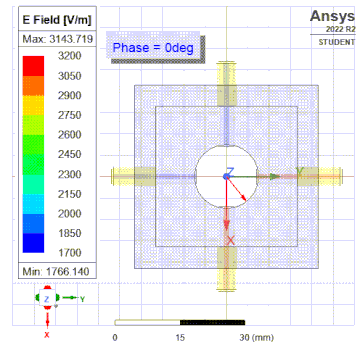 E Field [V/m]
Max: 3143.719
3200
3050
2900
2750
2600
2450
2300
2150
2000
1850
1700
Min: 1766.140
Phase = 0deg
Ansys
2022 R2
STUDENT
Z
Y
X
Z
Y
X
0
15
30 (mm)